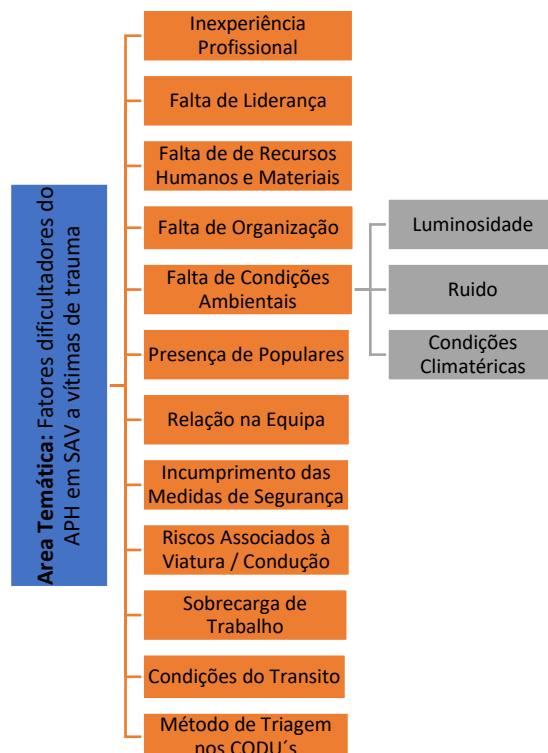 Area Temática: Fatores dificultadores do
APH em SAV a vítimas de trauma
Inexperiência
Profissional
Falta de Liderança
Falta de de Recursos
Humanos e Materiais
Falta de Organização
Falta de Condições
Ambientais
Luminosidade
Ruido
Condições
Climatéricas
Presença de Populares
Relação na Equipa
Incumprimento das
Medidas de Segurança
Riscos Associados à
Viatura / Condução
Sobrecarga de
Trabalho
Condições do Transito
Método de Triagem
nos CODU´s